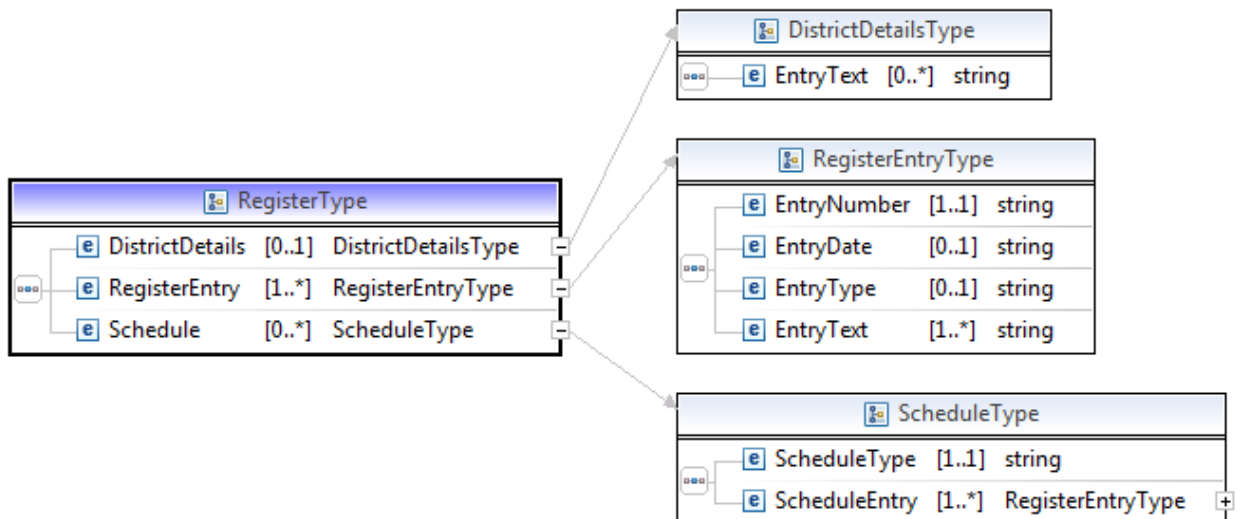 DistrictDetailsType
e EntryText [0..*] string
RegisterEntryType
e EntryNumber [1..1] string
e EntryDate [0..1] string
e EntryType [0..1] string
e EntryText [1..*] string
RegisterType
e DistrictDetails [0..1] DistrictDetailsType
e RegisterEntry [1..*] RegisterEntryType
e Schedule [0..*] ScheduleType
ScheduleType
e ScheduleType [1..1] string
e ScheduleEntry [1..*] RegisterEntryType